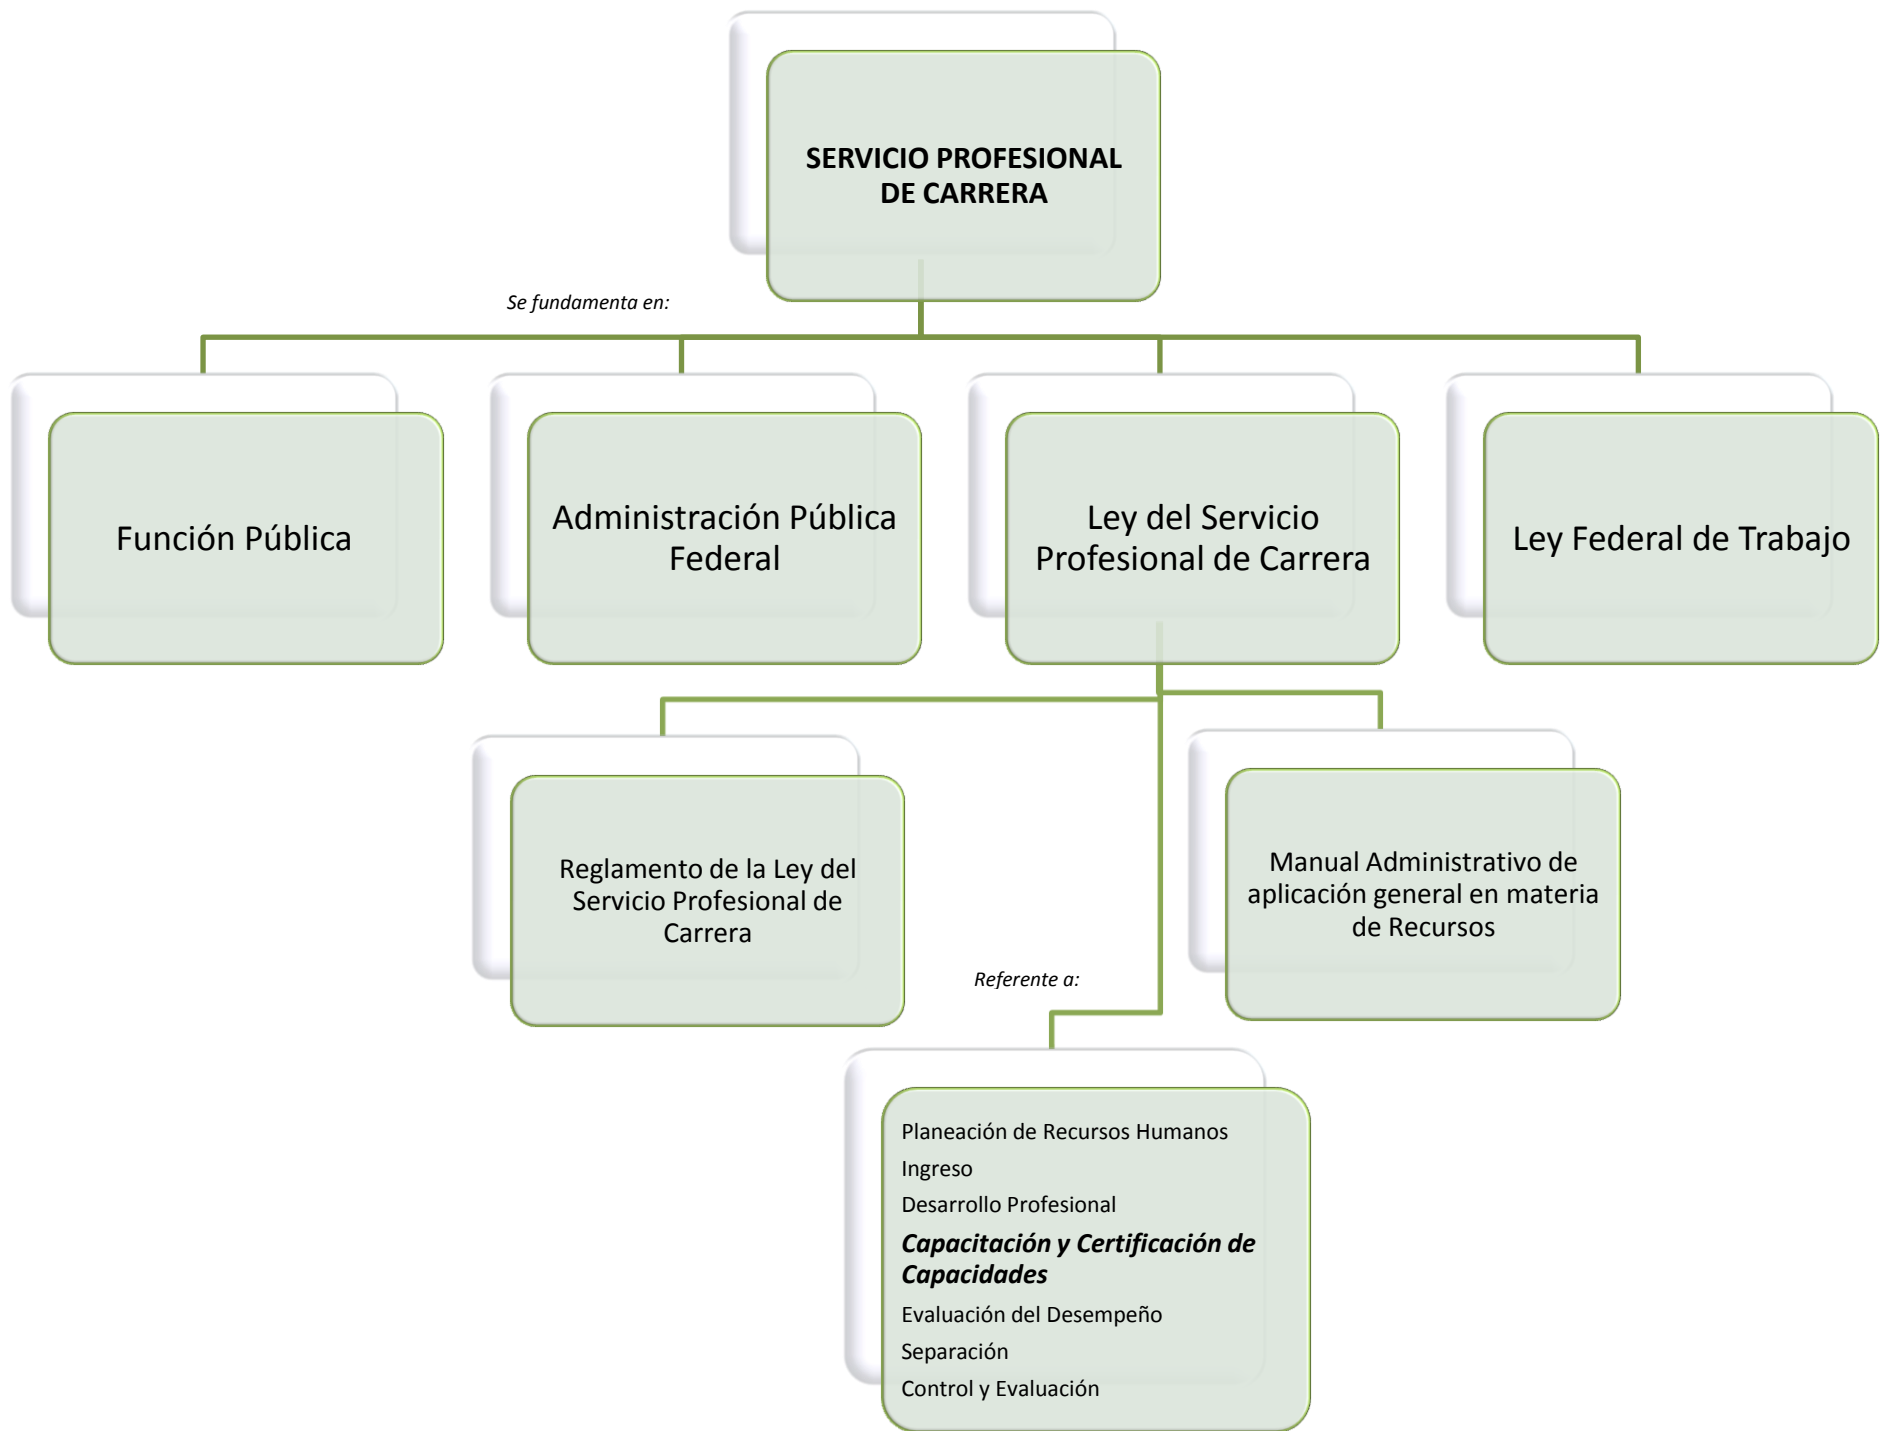 SERVICIO PROFESIONAL
DE CARRERA
Se fundamenta en:
Función Pública
Administración Pública
Federal
Ley del Servicio
Profesional de Carrera
Ley Federal de Trabajo
Reglamento de la Ley del
Servicio Profesional de
Carrera
Manual Administrativo de
aplicación general en materia
de Recursos
Referente a:
Planeación de Recursos Humanos
Ingreso
Desarrollo Profesional
Capacitación y Certificación de
Capacidades
Evaluación del Desempeño
Separación
Control y Evaluación